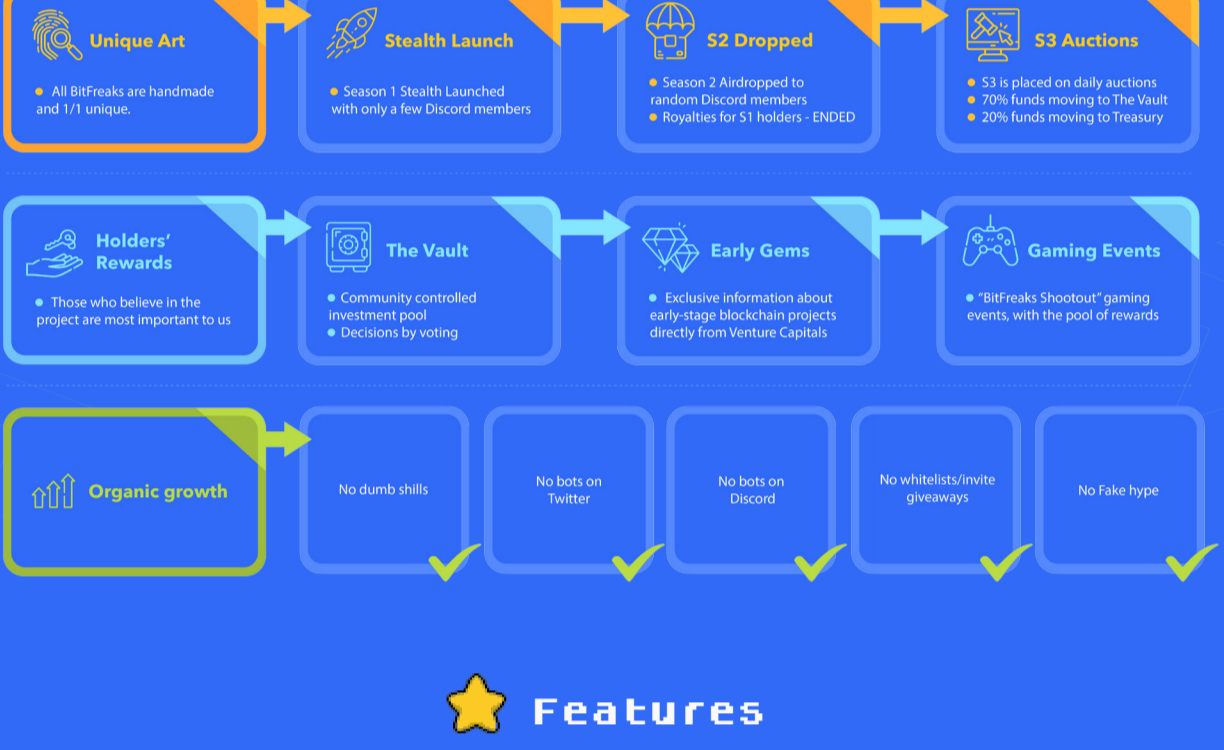 Unique Art
● All BitFreaks are handmade
and 1/1 unique.
Stealth Launch
● Season 1 Stealth Launched
with only a few Discord members
S2 Dropped
● Season 2 Airdropped to
random Discord members
● Royalties for S1 holders - ENDED
S3 Auctions
● S3 is placed on daily auctions
● 70% funds moving to The Vault
● 20% funds moving to Treasury
Holders’
Rewards
● Those who believe in the
project are most important to us
The Vault
● Community controlled
investment pool
● Decisions by voting
Early Gems
● Exclusive information about
early-stage blockchain projects
directly from Venture Capitals
Gaming Events
● “BitFreaks Shootout” gaming
events, with the pool of rewards
Organic growth
No dumb shills
No bots on
Twitter
No bots on
Discord
No whitelists/invite
giveaways
No Fake hype
Features